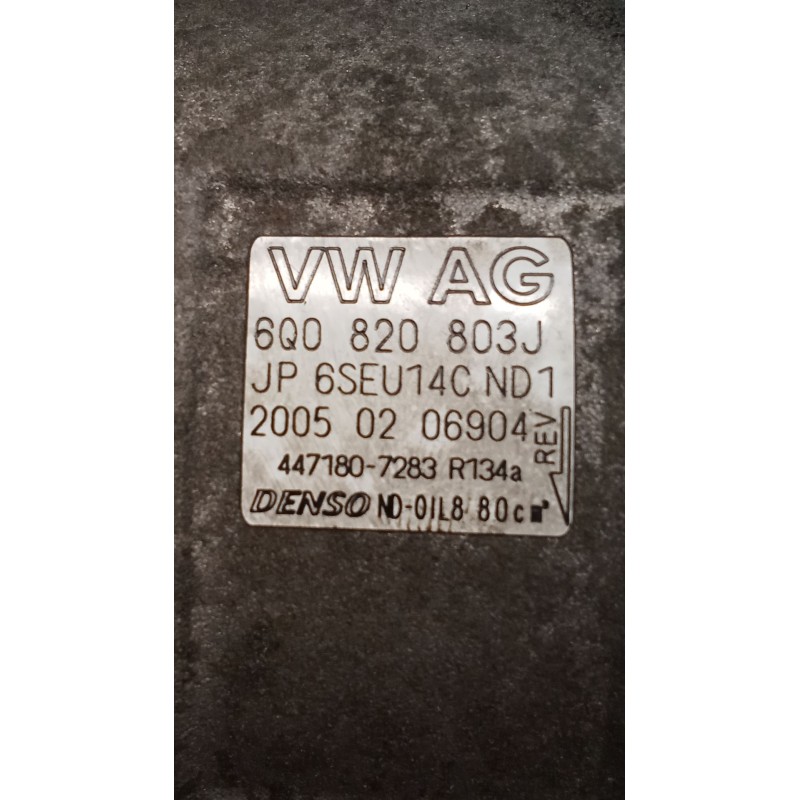 VW AG
6Q0 820 803J
JP 6SEU14C ND1
2005 02 06904
REV
447180-7283 R134a
DENSO ND-OIL8 80cm³